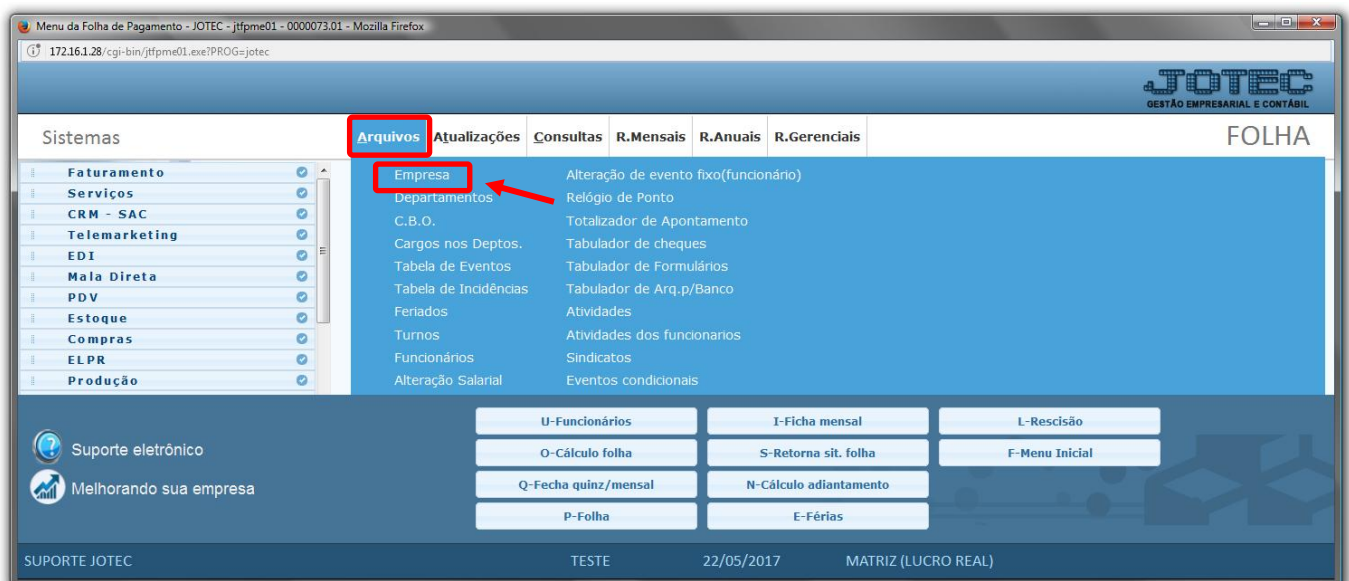 Menu da Folha de Pagamento - JOTEC - jtfpme01 - 0000073.01 - Mozilla Firefox
172.16.1.28/cgi-bin/jtfpme01.exe?PROG=jotec
JOTEC
GESTÃO EMPRESARIAL E CONTÁBIL
Sistemas
Arquivos Atualizações Consultas R.Mensais R.Anuais R.Gerenciais
FOLHA
Faturamento
Serviços
CRM - SAC
Telemarketing
EDI
Mala Direta
PDV
Estoque
Compras
ELPR
Produção
Empresa
Departamentos
C.B.O.
Cargos nos Deptos.
Tabela de Eventos
Tabela de Incidências
Feriados
Turnos
Funcionários
Alteração Salarial
Alteração de evento fixo(funcionário)
Relógio de Ponto
Totalizador de Apontamento
Tabulador de cheques
Tabulador de Formulários
Tabulador de Arq.p/Banco
Atividades
Atividades dos funcionarios
Sindicatos
Eventos condicionais
Suporte eletrônico
Melhorando sua empresa
U-Funcionários I-Ficha mensal L-Rescisão
O-Cálculo folha S-Retorna sit. folha F-Menu Inicial
Q-Fecha quinz/mensal N-Cálculo adiantamento
P-Folha E-Férias
SUPORTE JOTEC TESTE 22/05/2017 MATRIZ (LUCRO REAL)